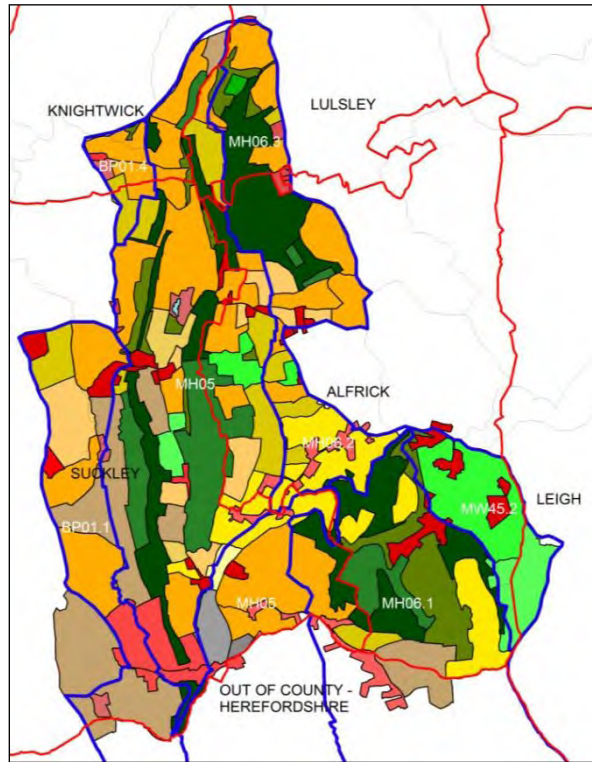 KNIGHTWICK
LULSLEY
MH06.3
BP01.4
MH05
ALFRICK
MH06.2
SUCKLEY
LEIGH
MW45.2
BP01.1
MH05
MH06.1
OUT OF COUNTY -
HEREFORDSHIRE